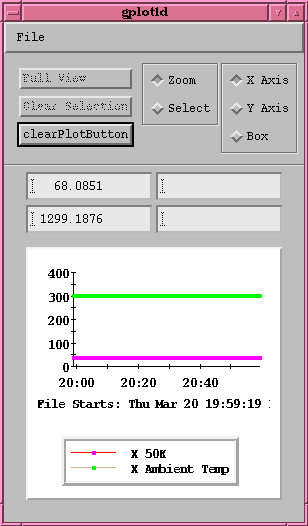 gplot1d
File
Full View
Clear Selection
clearPlotButton
Zoom
Select
X Axis
Y Axis
Box
68.0851
1299.1876
400
300
200
100
0
20:00 20:20 20:40
File Starts: Thu Mar 20 19:59:19
X 50K
X Ambient Temp